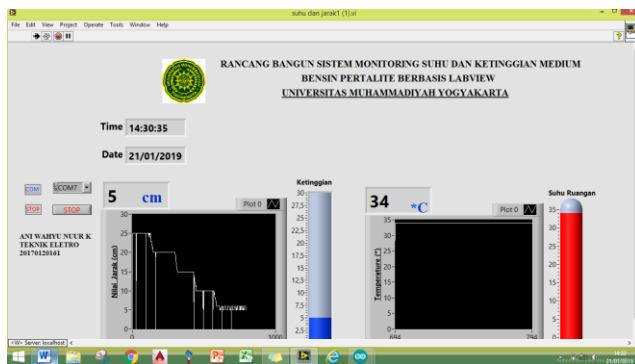 suhu dan jarak1 (1).vi
File Edit View Project Operate Tools Window Help
RANCANG BANGUN SISTEM MONITORING SUHU DAN KETINGGIAN MEDIUM
BENSIN PERTALITE BERBASIS LABVIEW
UNIVERSITAS MUHAMMADIYAH YOGYAKARTA
Time 14:30:35
Date 21/01/2019
COM COM7
STOP STOP
ANI WAHYU NUUR K
TEKNIK ELETRO
20170120161
5 cm
Plot 0
Nilai Jarak (cm)
30
25
20
15
10
5
0
0 1000
Ketinggian
30
27,5
25
22,5
20
17,5
15
12,5
10
7,5
5
2,5
34 °C
Plot 0
Temperature (°)
35
30
25
20
15
10
5
0
694 794
Suhu Ruangan
35
30
25
20
15
10
5
0
<W> Server: localhost
14:30
21/01/2019